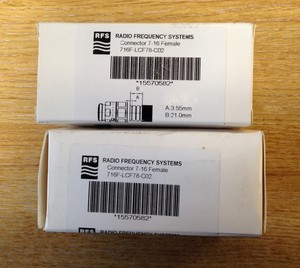 RFS
RADIO FREQUENCY SYSTEMS
Connector 7-16 Female
716F-LCF78-C02
*15570582*
B
A
A:3.55mm
B:21.0mm
RFS
RADIO FREQUENCY SYSTEMS
Connector 7-16 Female
716F-LCF78-C02
*15570582*